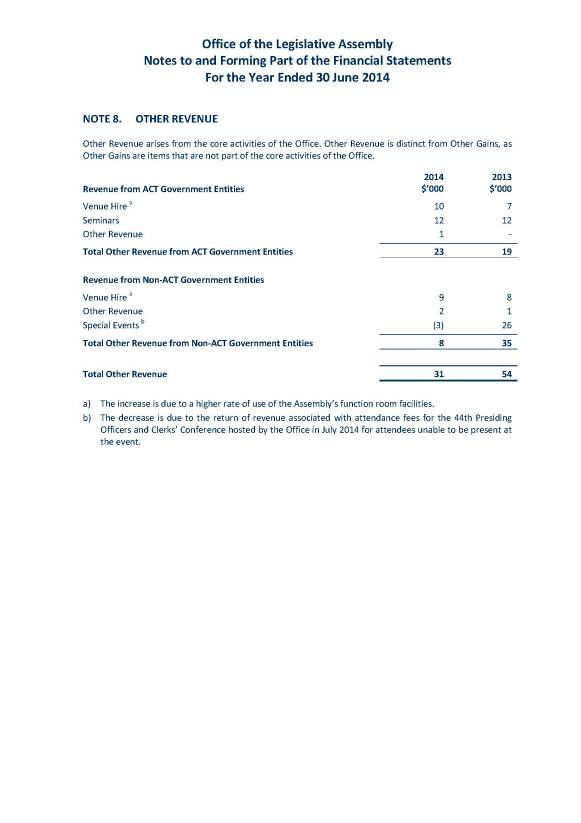 Office of the Legislative Assembly
Notes to and Forming Part of the Financial Statements
For the Year Ended 30 June 2014
NOTE 8. OTHER REVENUE
Other Revenue arises from the core activities of the Office. Other Revenue is distinct from Other Gains, as
Other Gains are items that are not part of the core activities of the Office.
2014 2013
Revenue from ACT Government Entities $'000 $'000
Venue Hire a 10 7
Seminars 12 12
Other Revenue 1 -
Total Other Revenue from ACT Government Entities 23 19
Revenue from Non-ACT Government Entities
Venue Hire a 9 8
Other Revenue 2 1
Special Events b (3) 26
Total Other Revenue from Non-ACT Government Entities 8 35
Total Other Revenue 31 54
a) The increase is due to a higher rate of use of the Assembly's function room facilities.
b) The decrease is due to the return of revenue associated with attendance fees for the 44th Presiding
Officers and Clerks' Conference hosted by the Office in July 2014 for attendees unable to be present at
the event.